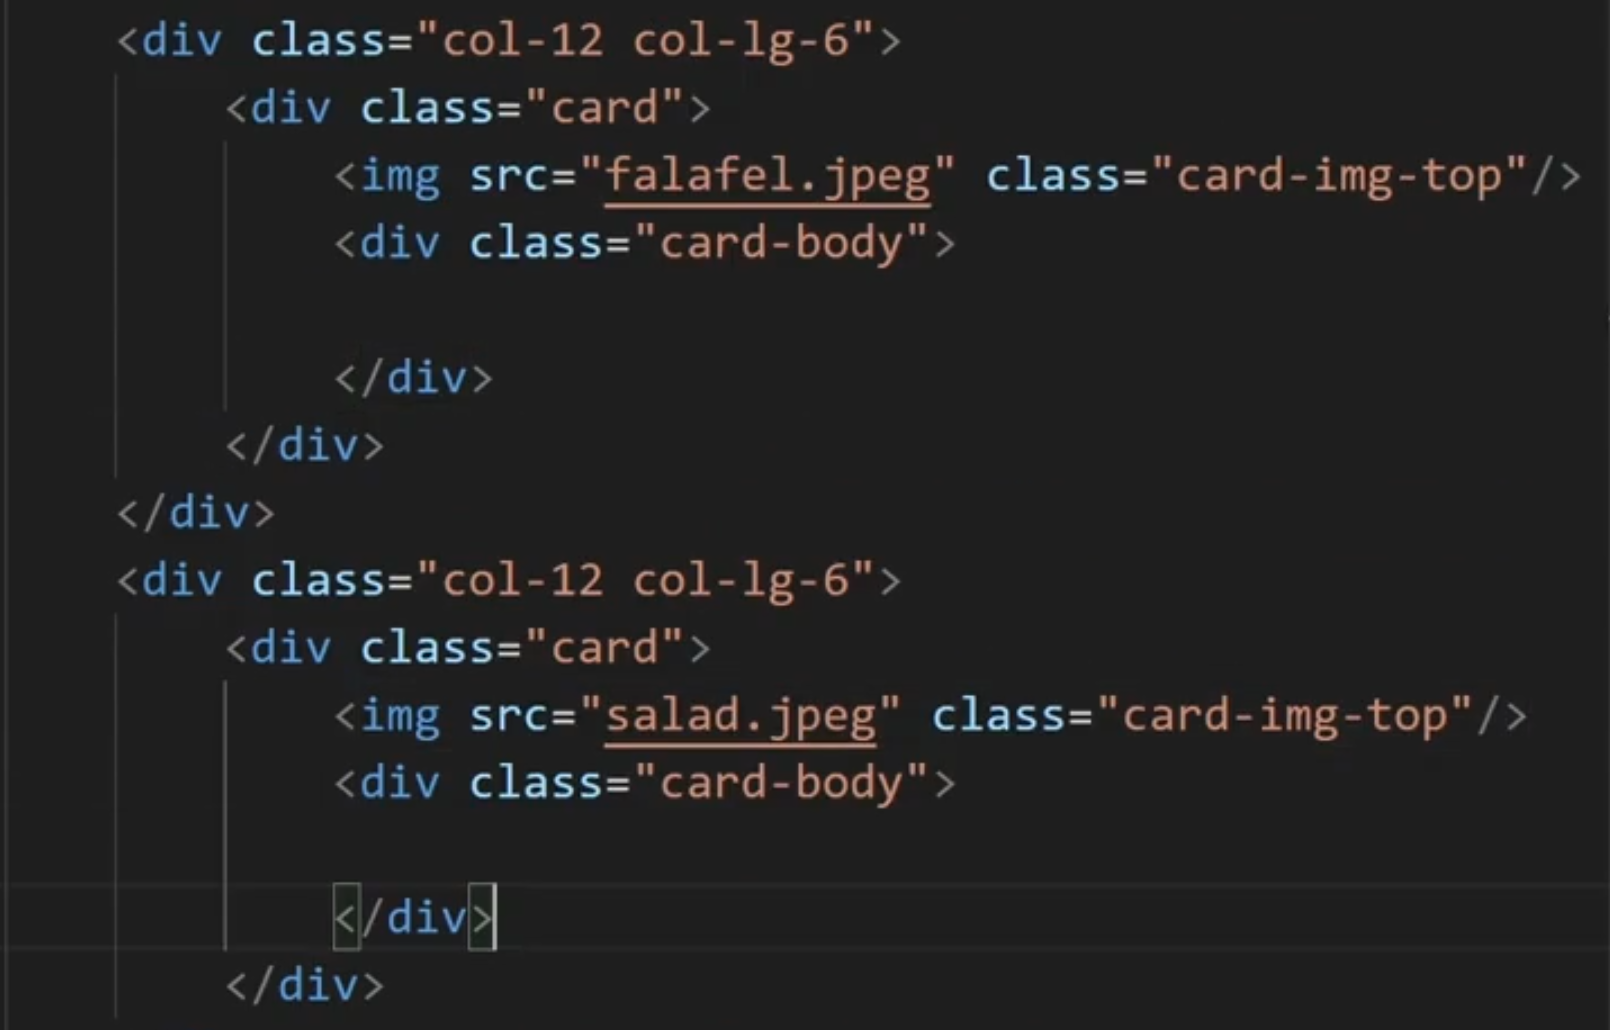 <div class="col-12 col-lg-6">
<div class="card">
<img src="falafel.jpeg" class="card-img-top"/>
<div class="card-body">
</div>
</div>
</div>
<div class="col-12 col-lg-6">
<div class="card">
<img src="salad.jpeg" class="card-img-top"/>
<div class="card-body">
</div>
</div>